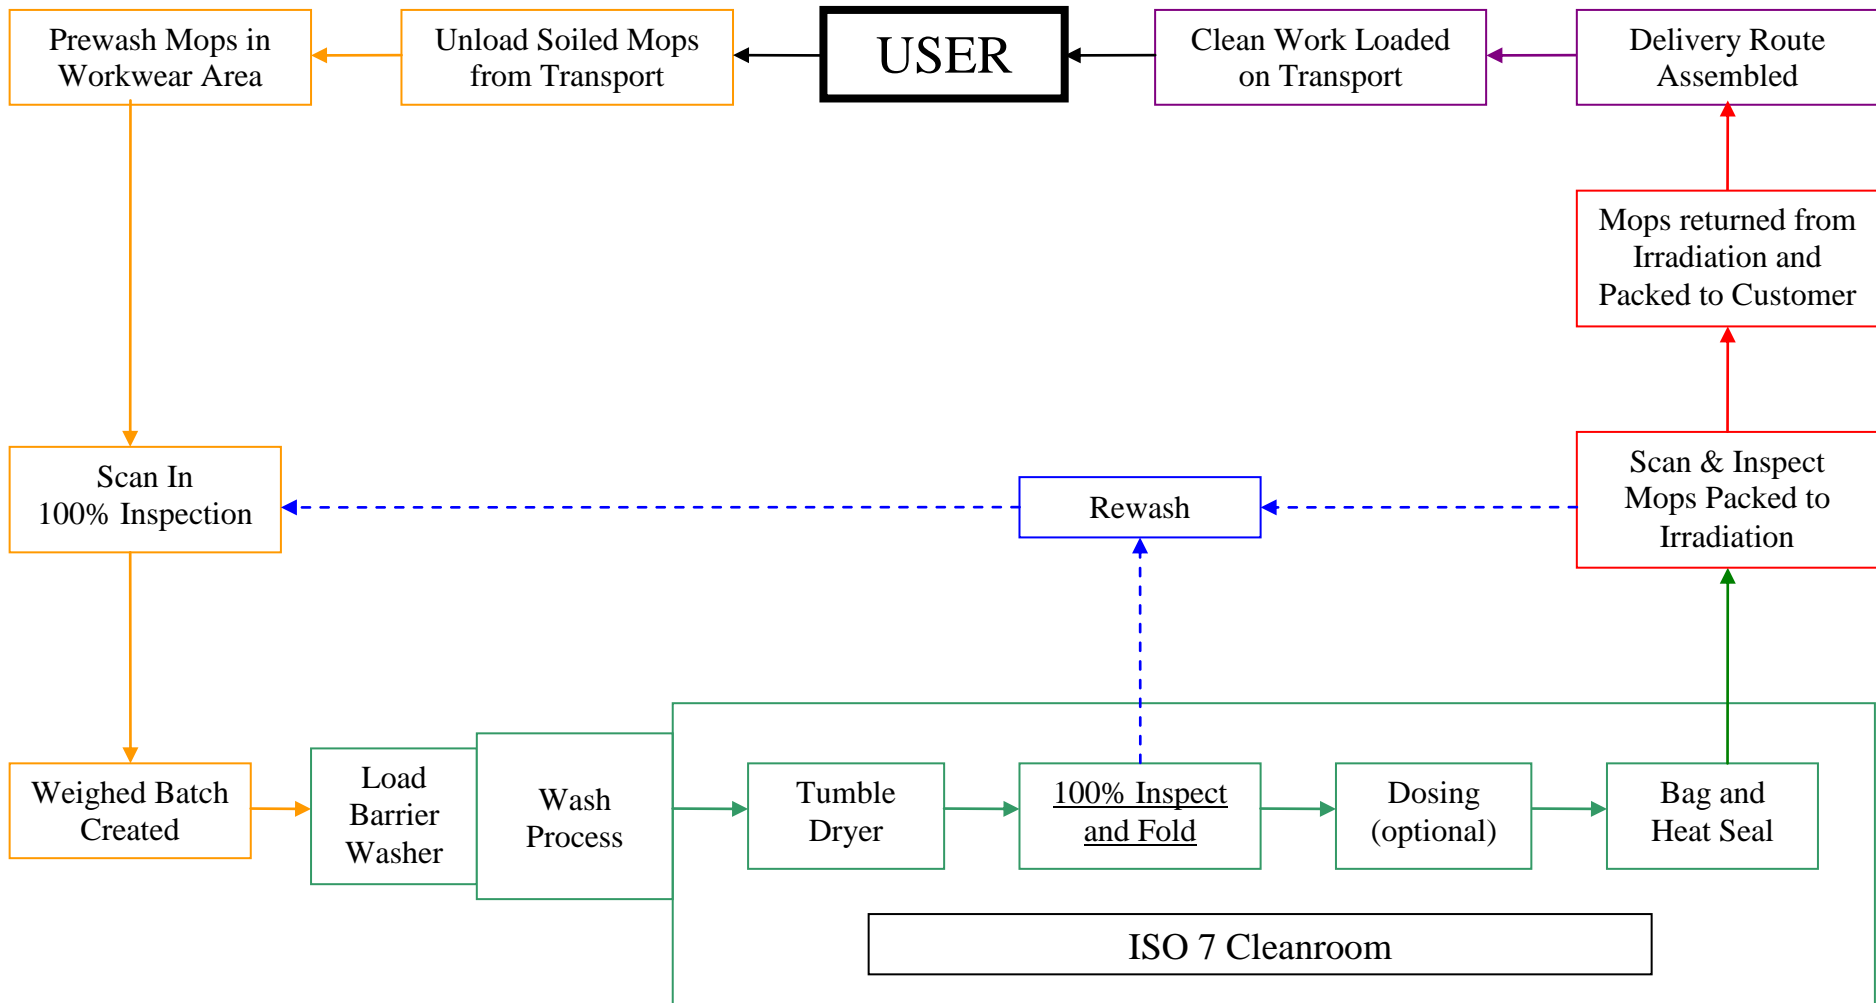 Prewash Mops in
Workwear Area
Unload Soiled Mops
from Transport
USER
Clean Work Loaded
on Transport
Delivery Route
Assembled
Mops returned from
Irradiation and
Packed to Customer
Scan In
100% Inspection
Rewash
Scan & Inspect
Mops Packed to
Irradiation
Weighed Batch
Created
Load
Barrier
Washer
Wash
Process
Tumble
Dryer
100% Inspect
and Fold
Dosing
(optional)
Bag and
Heat Seal
ISO 7 Cleanroom